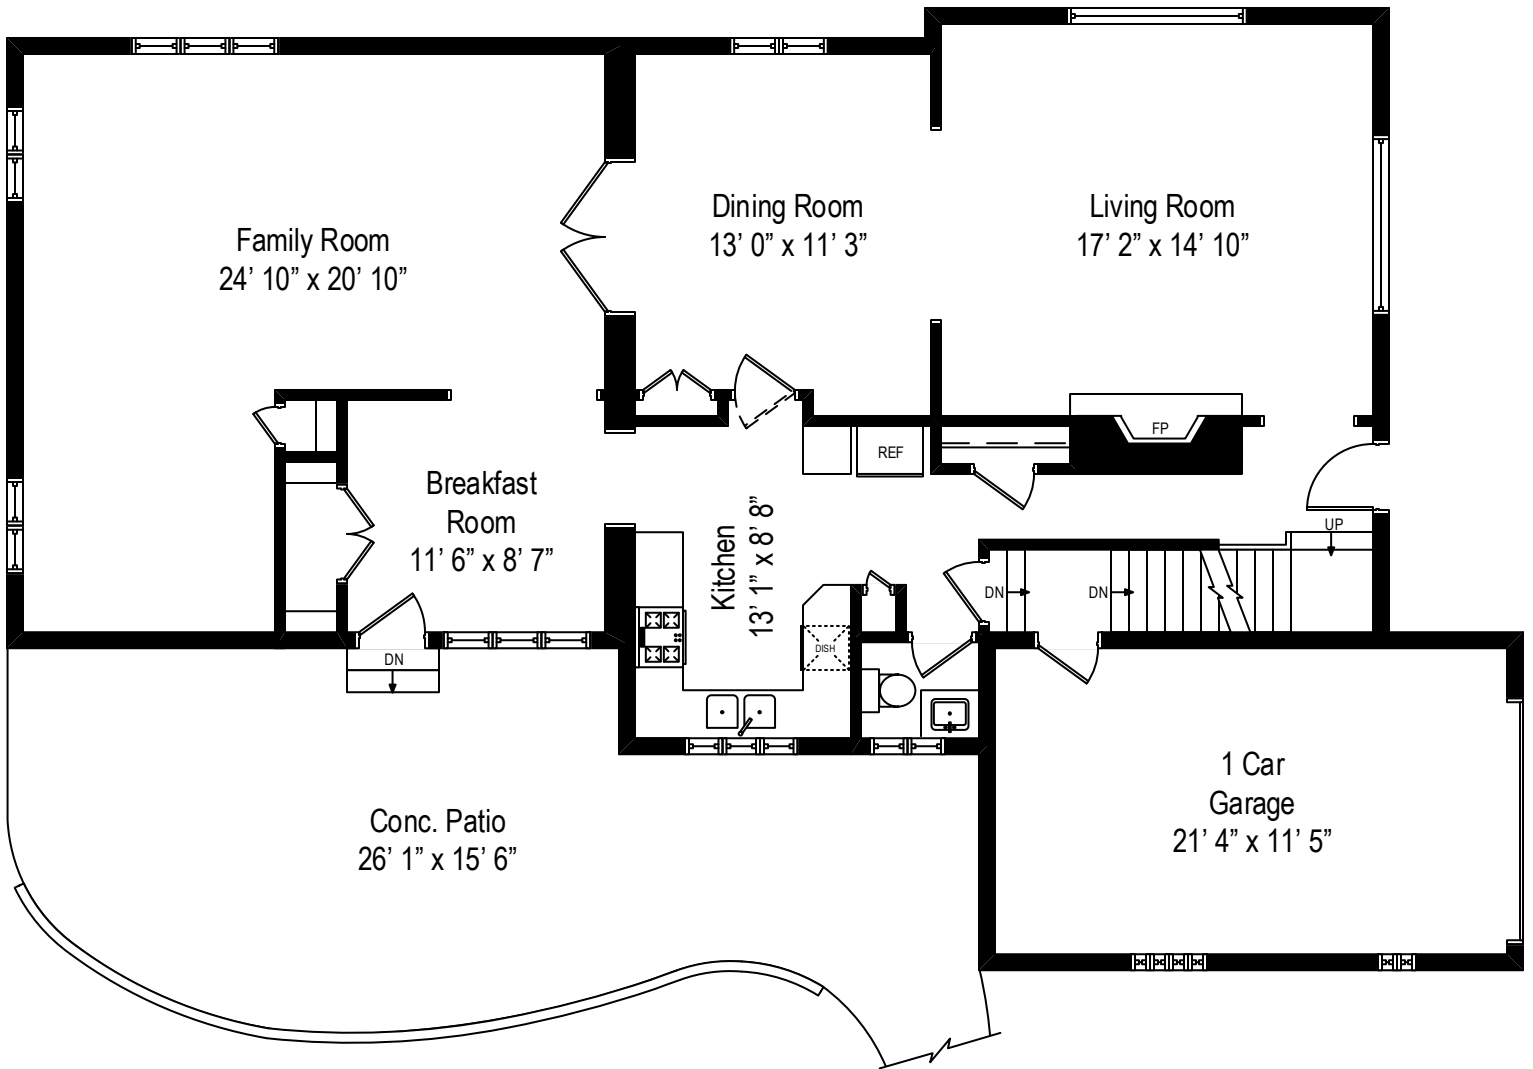 Family Room
24’ 10” x 20’ 10”
Dining Room
13’ 0” x 11’ 3”
Living Room
17’ 2” x 14’ 10”
FP
REF
Breakfast
Room
11’ 6” x 8’ 7”
Kitchen
13’ 1” x 8’ 8”
UP
DN
DN
DISH
DN
1 Car
Garage
21’ 4” x 11’ 5”
Conc. Patio
26’ 1” x 15’ 6”